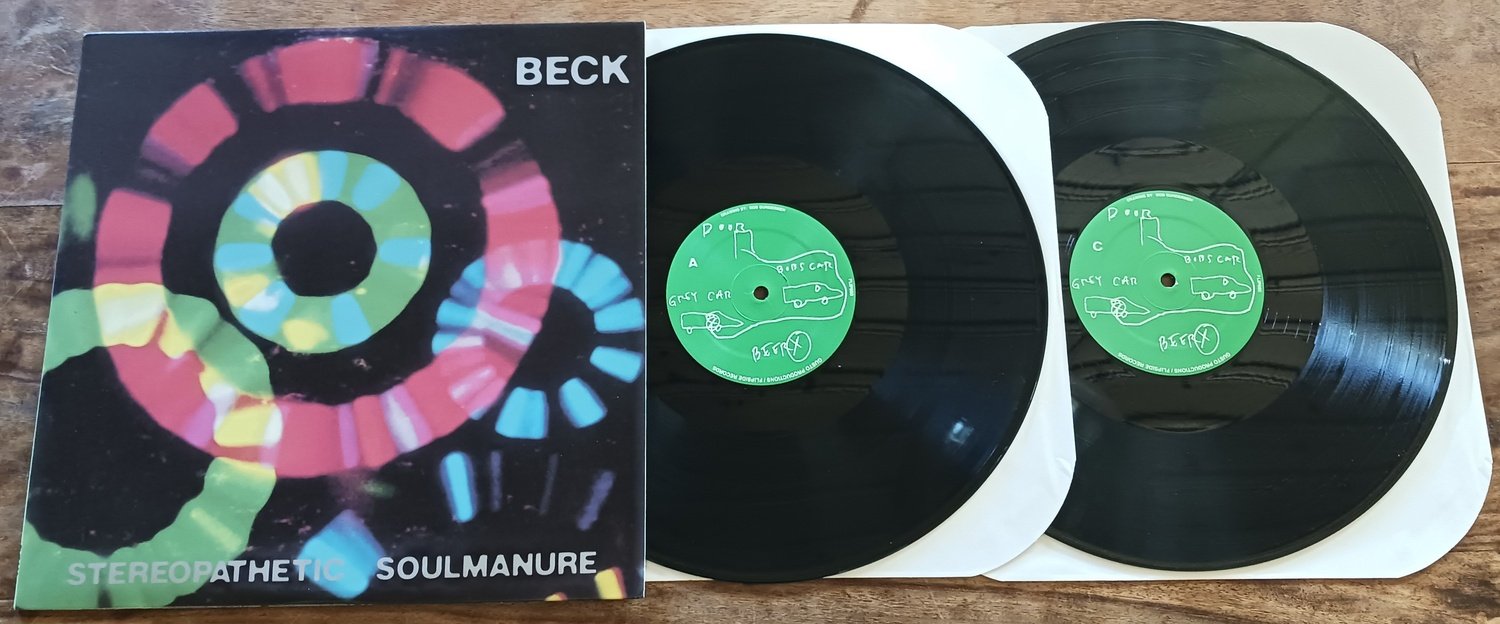 BECK
STEREOPATHETIC SOULMANURE
DOOR
A
BOBS CAR
GREY CAR
BEER X
GUSTO PRODUCTIONS / FLIPSIDE RECORDS
DOOR
C
BOBS CAR
GREY CAR
BEER X
GUSTO PRODUCTIONS / FLIPSIDE RECORDS